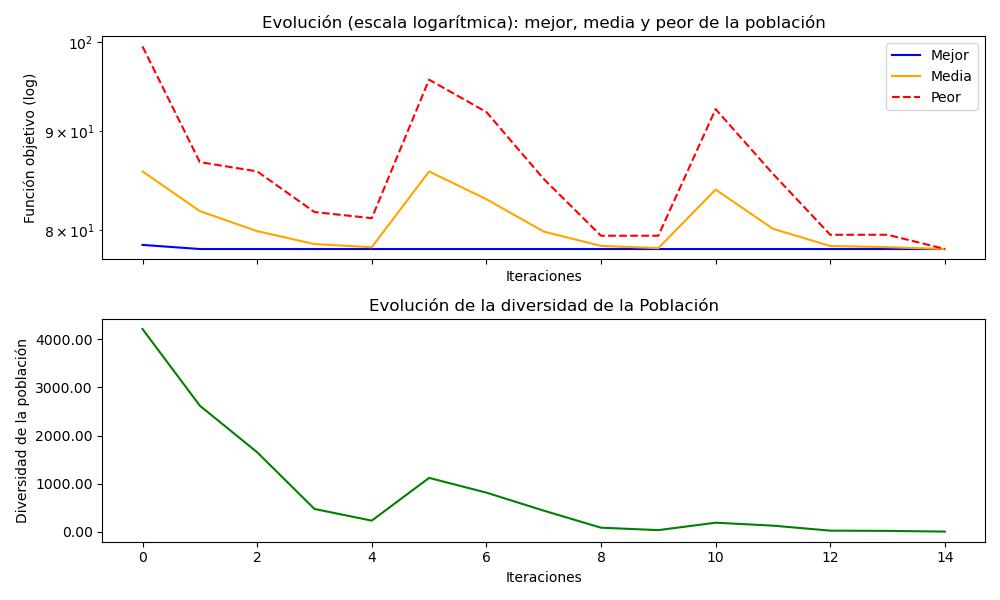 Evolución (escala logarítmica): mejor, media y peor de la población
Función objetivo (log)
10²
9 × 10¹
8 × 10¹
Mejor
Media
Peor
Iteraciones
Evolución de la diversidad de la Población
Diversidad de la población
4000.00
3000.00
2000.00
1000.00
0.00
0 2 4 6 8 10 12 14
Iteraciones